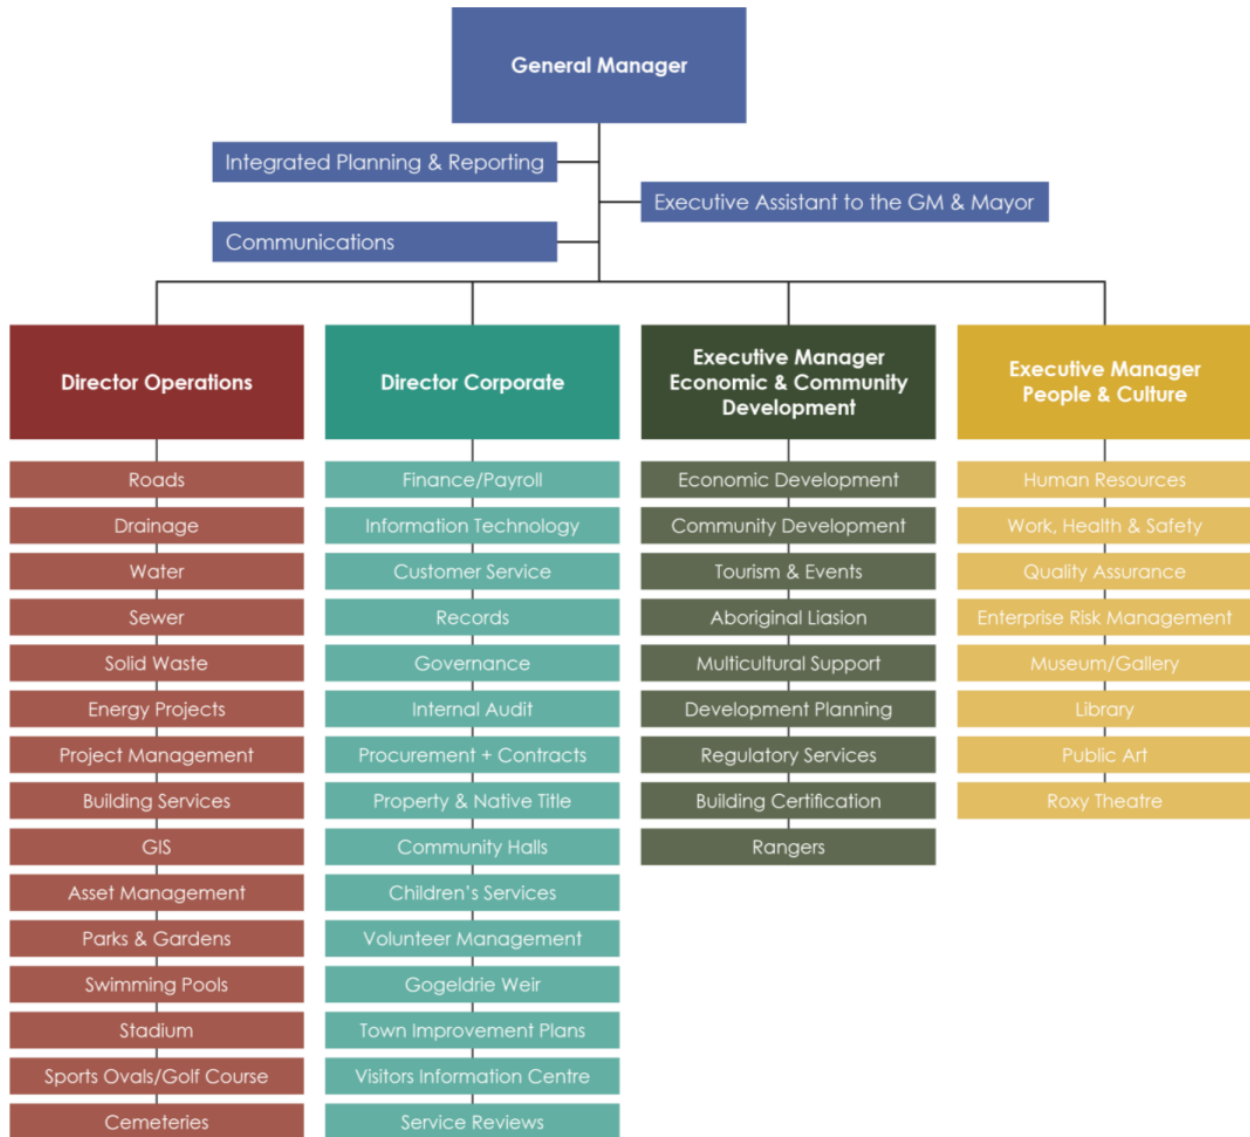 General Manager
Integrated Planning & Reporting
Executive Assistant to the GM & Mayor
Communications
Director Operations
Roads
Drainage
Water
Sewer
Solid Waste
Energy Projects
Project Management
Building Services
GIS
Asset Management
Parks & Gardens
Swimming Pools
Stadium
Sports Ovals/Golf Course
Cemeteries
Director Corporate
Finance/Payroll
Information Technology
Customer Service
Records
Governance
Internal Audit
Procurement + Contracts
Property & Native Title
Community Halls
Children’s Services
Volunteer Management
Gogeldrie Weir
Town Improvement Plans
Visitors Information Centre
Service Reviews
Executive Manager
Economic & Community
Development
Economic Development
Community Development
Tourism & Events
Aboriginal Liasion
Multicultural Support
Development Planning
Regulatory Services
Building Certification
Rangers
Executive Manager
People & Culture
Human Resources
Work, Health & Safety
Quality Assurance
Enterprise Risk Management
Museum/Gallery
Library
Public Art
Roxy Theatre